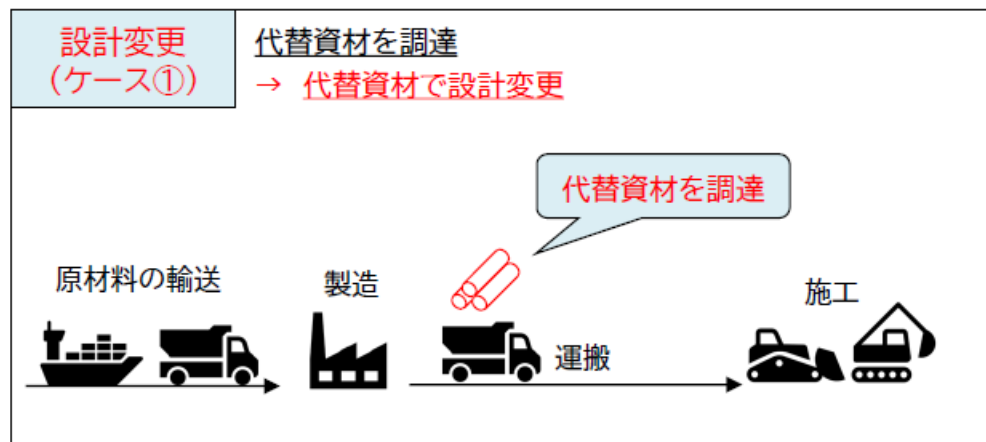 設計変更
(ケース①)
代替資材を調達
→ 代替資材で設計変更
代替資材を調達
原材料の輸送
製造
運搬
施工